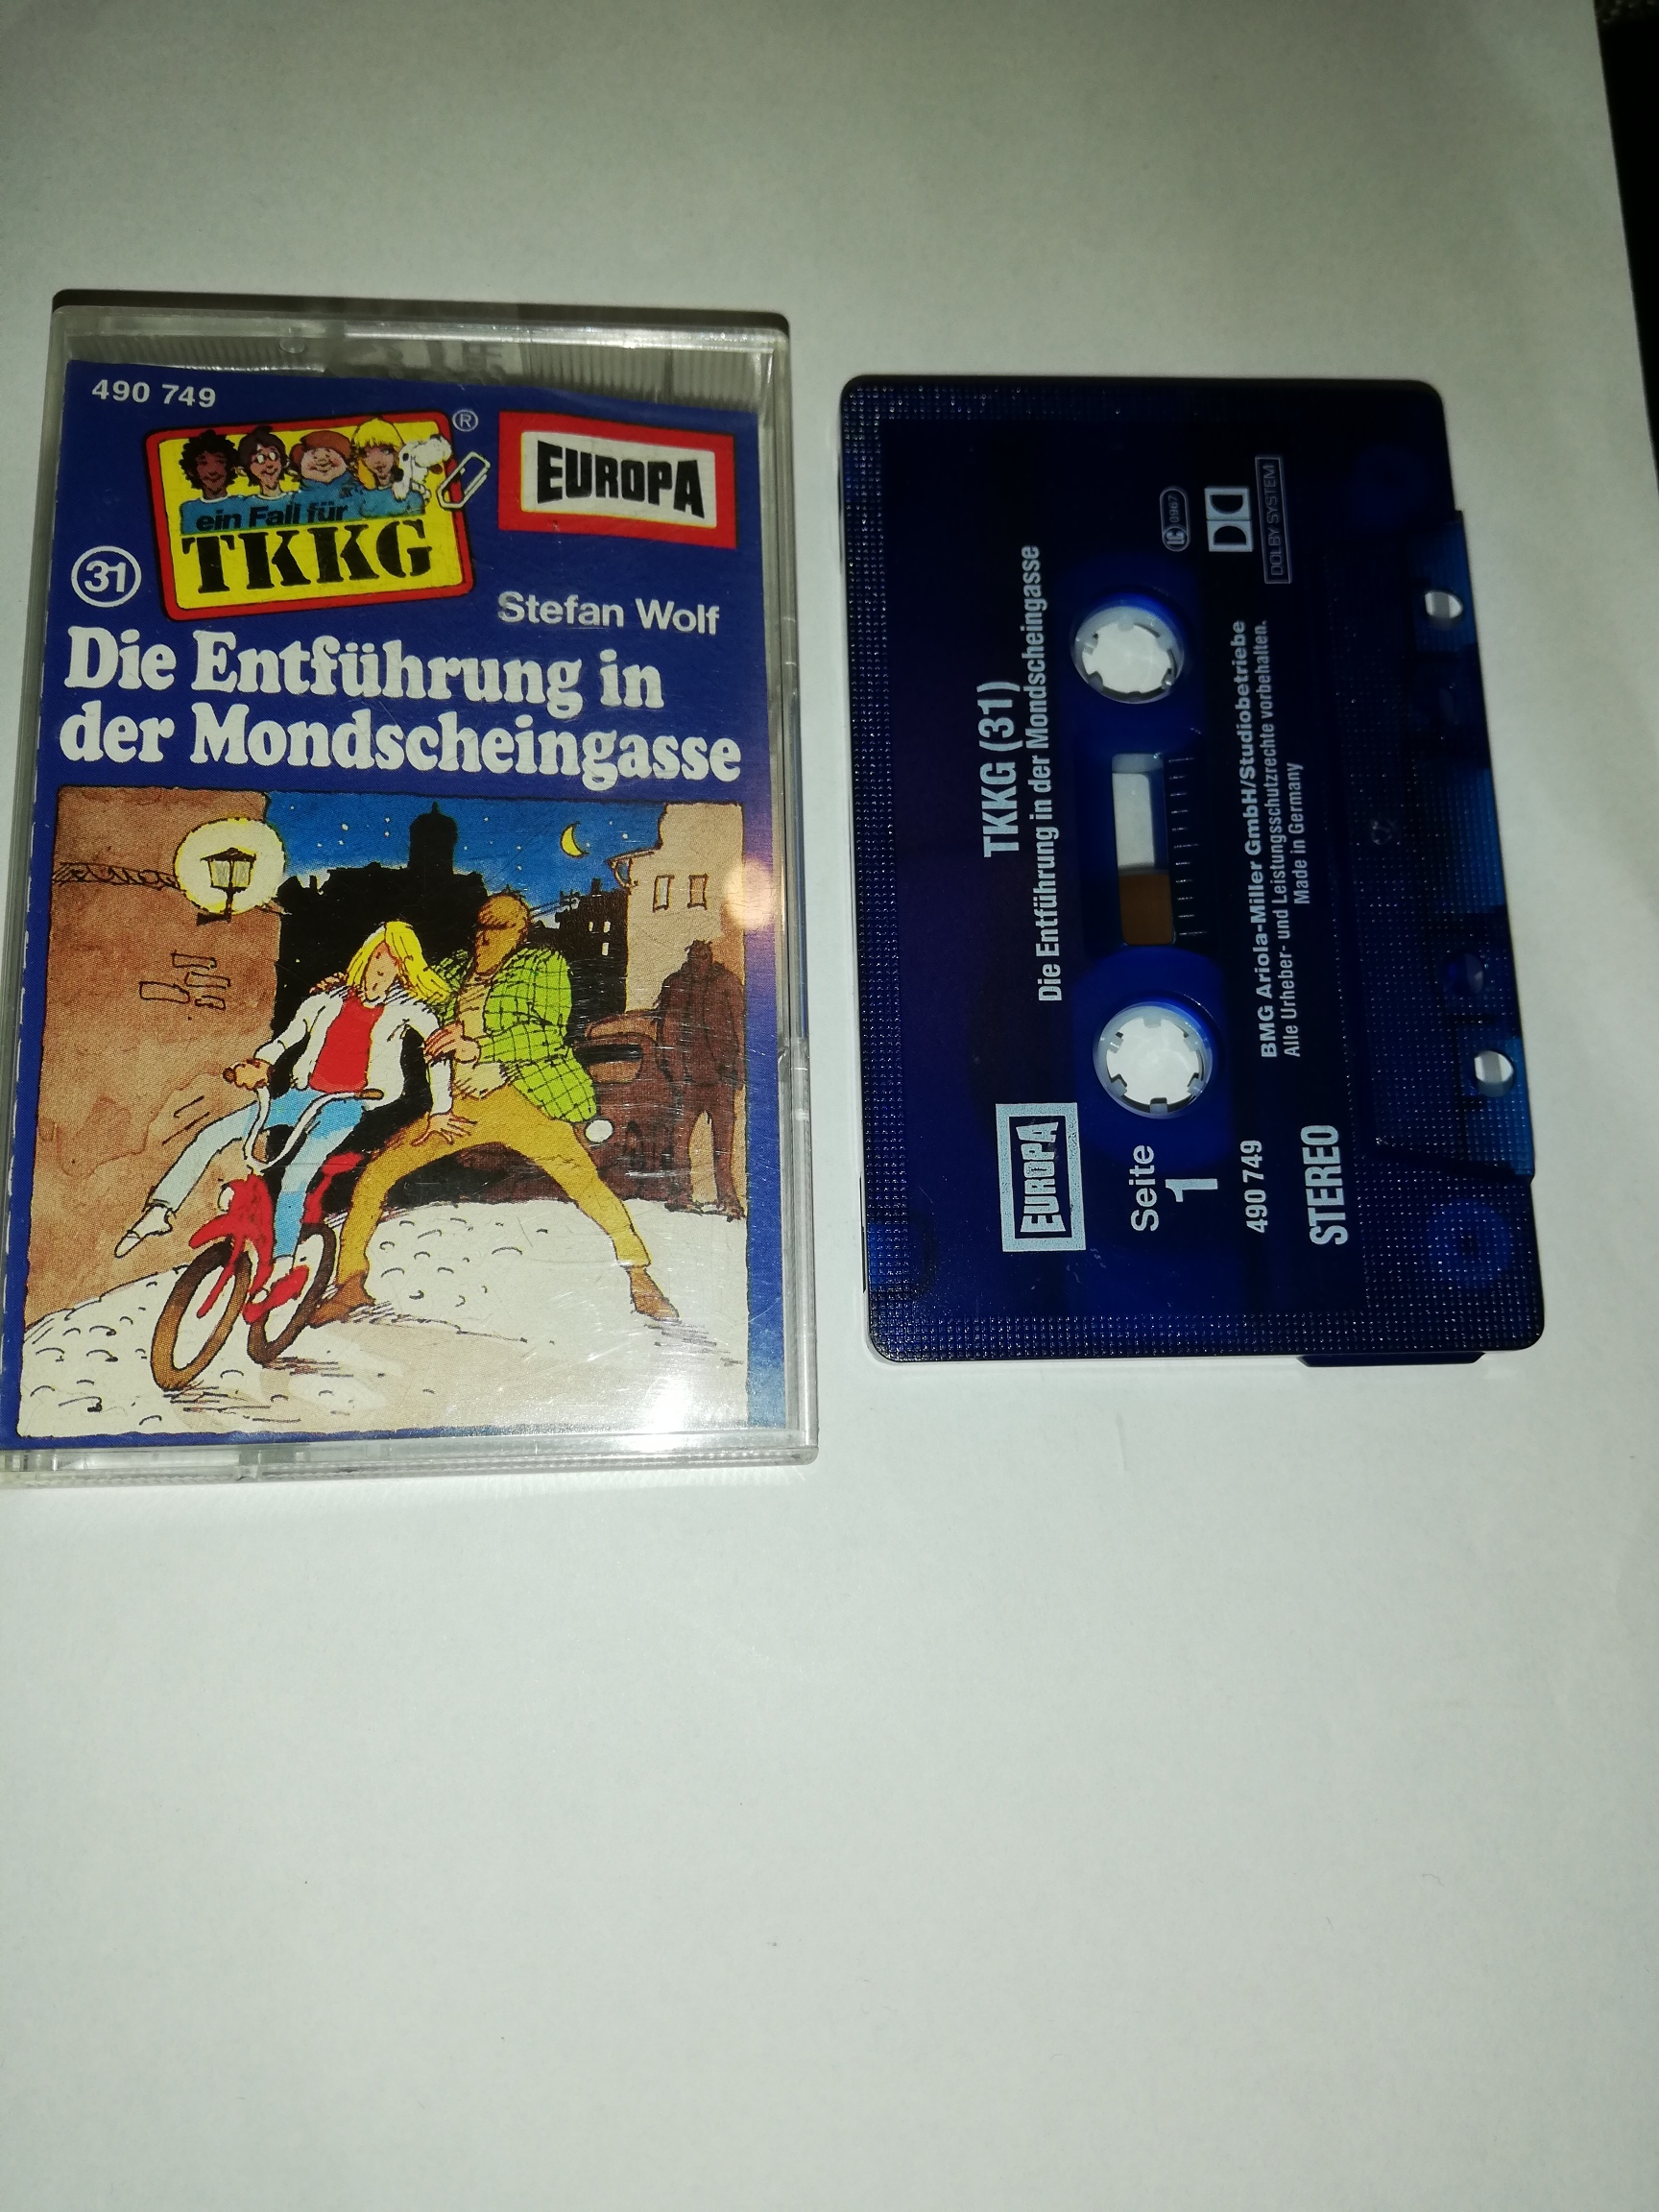 490 749
ein Fall für
TKKG
®
EUROPA
31
Stefan Wolf
Die Entführung in
der Mondscheingasse
TKKG (31)
Die Entführung in der Mondscheingasse
EUROPA
Seite
1
490 749
STEREO
LC 0967
DOLBY SYSTEM
BMG Ariola-Miller GmbH/Studiobetriebe
Alle Urheber- und Leistungsschutzrechte vorbehalten.
Made in Germany